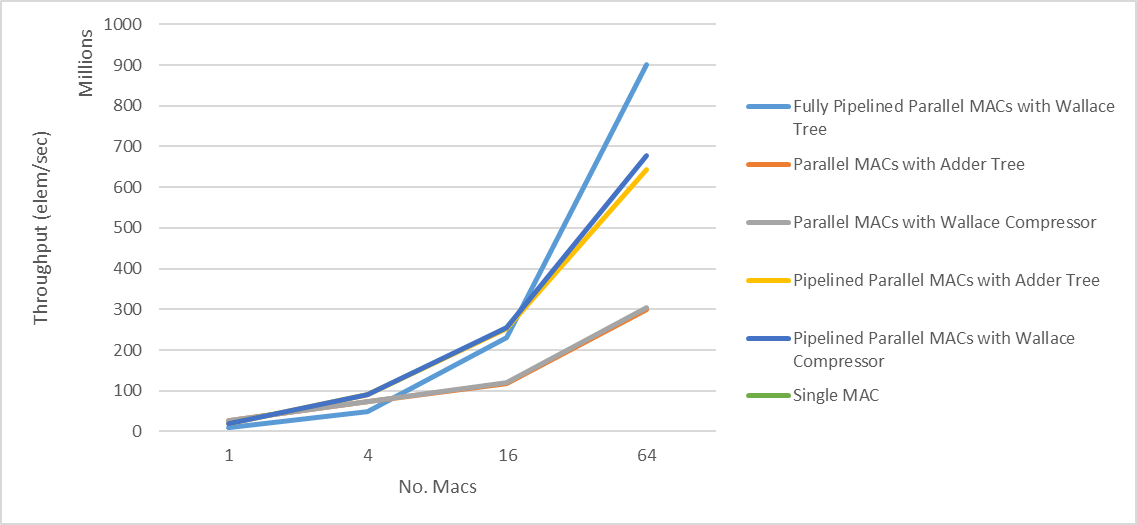 Throughput (elem/sec)
Millions
1000
900
800
700
600
500
400
300
200
100
0
1
4
16
64
No. Macs
Fully Pipelined Parallel MACs with Wallace
Tree
Parallel MACs with Adder Tree
Parallel MACs with Wallace Compressor
Pipelined Parallel MACs with Adder Tree
Pipelined Parallel MACs with Wallace
Compressor
Single MAC